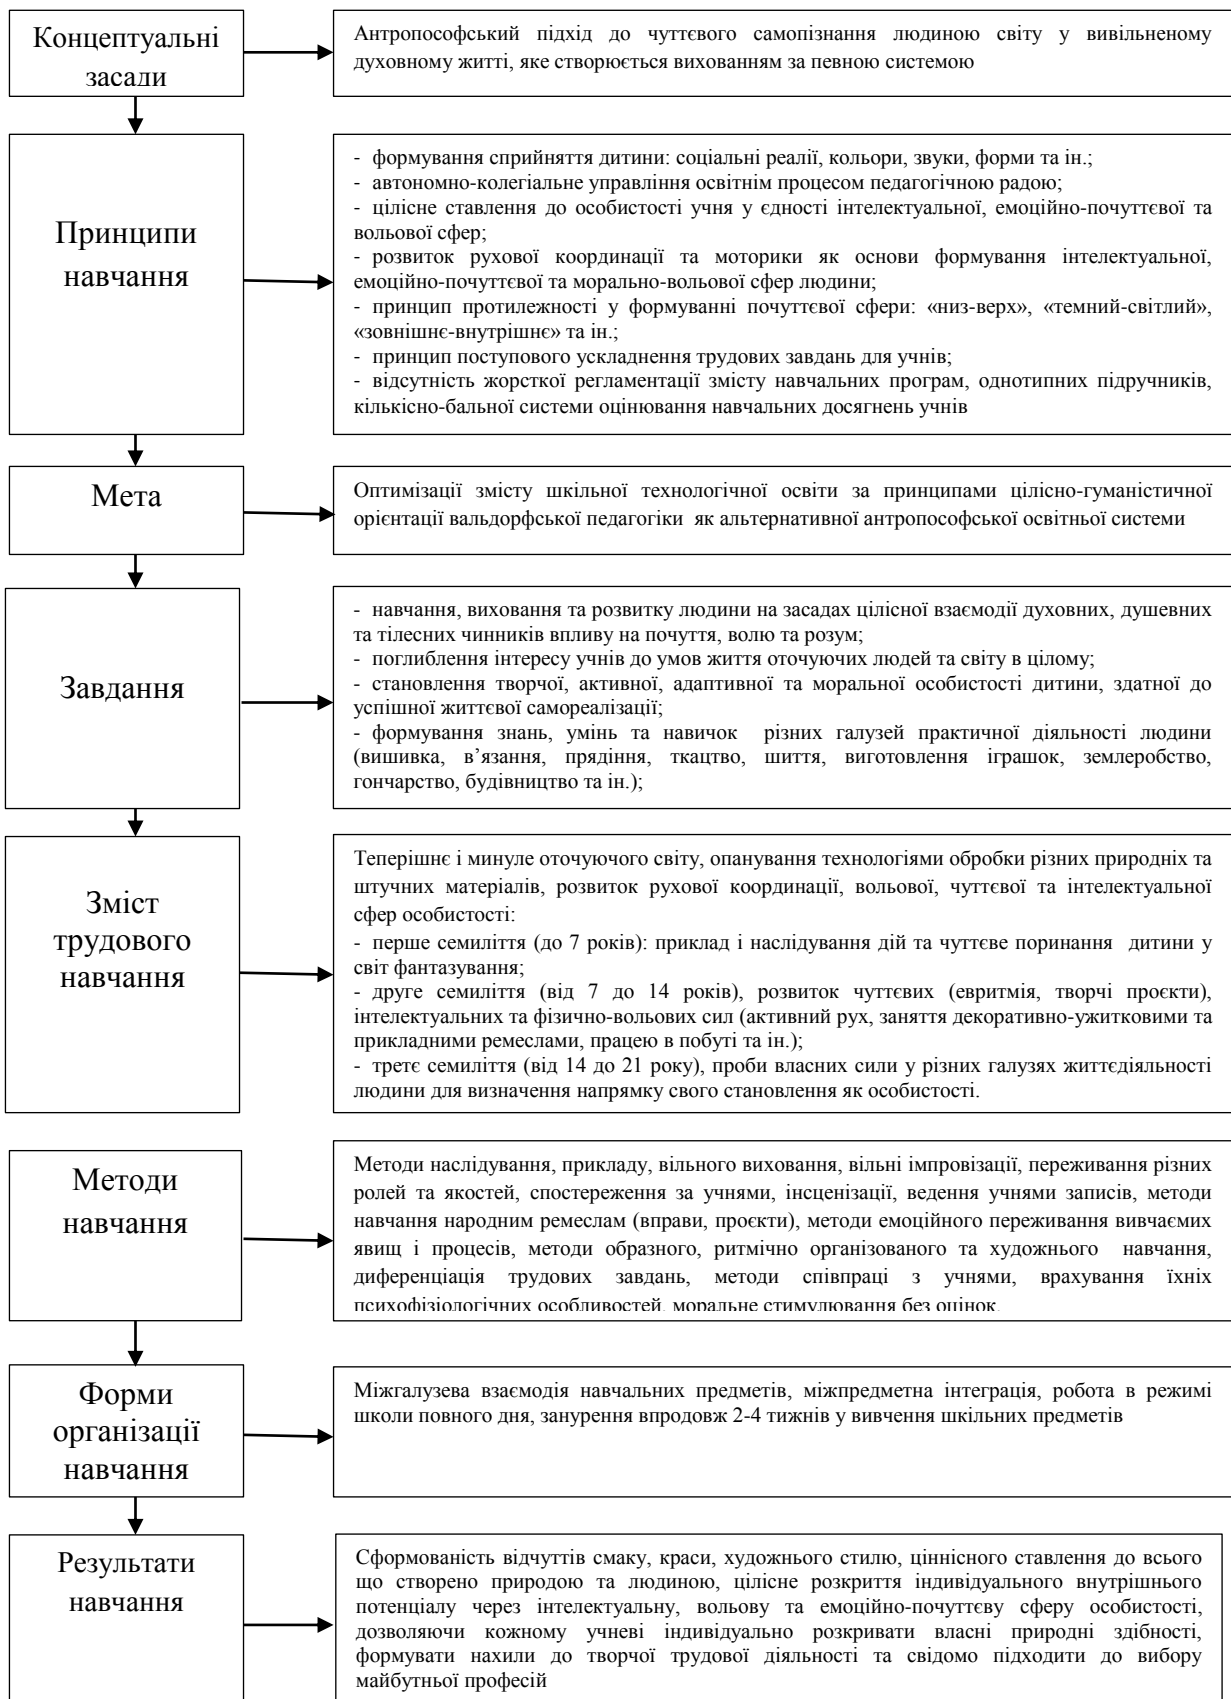 Концептуальні
засади
Антропософський підхід до чуттєвого самопізнання людиною світу у вивільненому
духовному житті, яке створюється вихованням за певною системою
Принципи
навчання
- формування сприйняття дитини: соціальні реалії, кольори, звуки, форми та ін.;
- автономно-колегіальне управління освітнім процесом педагогічною радою;
- цілісне ставлення до особистості учня у єдності інтелектуальної, емоційно-почуттєвої та
вольової сфер;
- розвиток рухової координації та моторики як основи формування інтелектуальної,
емоційно-почуттєвої та морально-вольової сфер людини;
- принцип протилежності у формуванні почуттєвої сфери: «низ-верх», «темний-світлий»,
«зовнішнє-внутрішнє» та ін.;
- принцип поступового ускладнення трудових завдань для учнів;
- відсутність жорсткої регламентації змісту навчальних програм, однотипних підручників,
кількісно-бальної системи оцінювання навчальних досягнень учнів
Мета
Оптимізації змісту шкільної технологічної освіти за принципами цілісно-гуманістичної
орієнтації вальдорфської педагогіки як альтернативної антропософської освітньої системи
Завдання
- навчання, виховання та розвитку людини на засадах цілісної взаємодії духовних, душевних
та тілесних чинників впливу на почуття, волю та розум;
- поглиблення інтересу учнів до умов життя оточуючих людей та світу в цілому;
- становлення творчої, активної, адаптивної та моральної особистості дитини, здатної до
успішної життєвої самореалізації;
- формування знань, умінь та навичок різних галузей практичної діяльності людини
(вишивка, в’язання, прядіння, ткацтво, шиття, виготовлення іграшок, землеробство,
гончарство, будівництво та ін.);
Зміст
трудового
навчання
Теперішнє і минуле оточуючого світу, опанування технологіями обробки різних природніх та
штучних матеріалів, розвиток рухової координації, вольової, чуттєвої та інтелектуальної
сфер особистості:
- перше семиліття (до 7 років): приклад і наслідування дій та чуттєве поринання дитини у
світ фантазування;
- друге семиліття (від 7 до 14 років), розвиток чуттєвих (евритмія, творчі проєкти),
інтелектуальних та фізично-вольових сил (активний рух, заняття декоративно-ужитковими та
прикладними ремеслами, працею в побуті та ін.);
- третє семиліття (від 14 до 21 року), проби власних сили у різних галузях життєдіяльності
людини для визначення напрямку свого становлення як особистості.
Методи
навчання
Методи наслідування, прикладу, вільного виховання, вільні імпровізації, переживання різних
ролей та якостей, спостереження за учнями, інсценізації, ведення учнями записів, методи
навчання народним ремеслам (вправи, проєкти), методи емоційного переживання вивчаємих
явищ і процесів, методи образного, ритмічно організованого та художнього навчання,
диференціація трудових завдань, методи співпраці з учнями, врахування їхніх
психофізіологічних особливостей, моральне стимулювання без оцінок.
Форми
організації
навчання
Міжгалузева взаємодія навчальних предметів, міжпредметна інтеграція, робота в режимі
школи повного дня, занурення впродовж 2-4 тижнів у вивчення шкільних предметів
Результати
навчання
Сформованість відчуттів смаку, краси, художнього стилю, ціннісного ставлення до всього
що створено природою та людиною, цілісне розкриття індивідуального внутрішнього
потенціалу через інтелектуальну, вольову та емоційно-почуттєву сферу особистості,
дозволяючи кожному учневі індивідуально розкривати власні природні здібності,
формувати нахили до творчої трудової діяльності та свідомо підходити до вибору
майбутньої професій